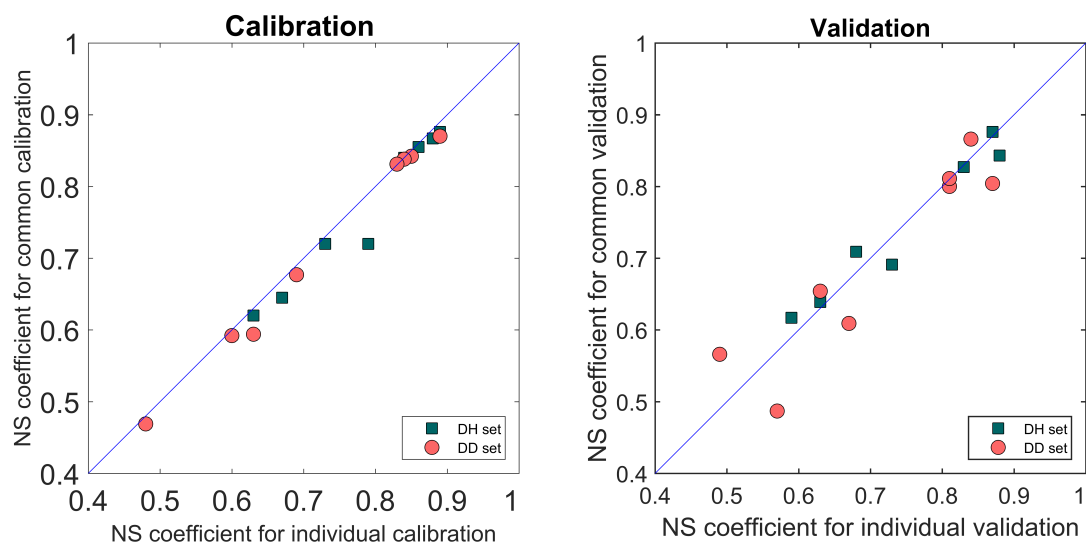 Calibration
NS coefficient for common calibration
1
0.9
0.8
0.7
0.6
0.5
0.4
0.4 0.5 0.6 0.7 0.8 0.9 1
NS coefficient for individual calibration
DH set
DD set
Validation
NS coefficient for common validation
1
0.9
0.8
0.7
0.6
0.5
0.4
0.4 0.5 0.6 0.7 0.8 0.9 1
NS coefficient for individual validation
DH set
DD set